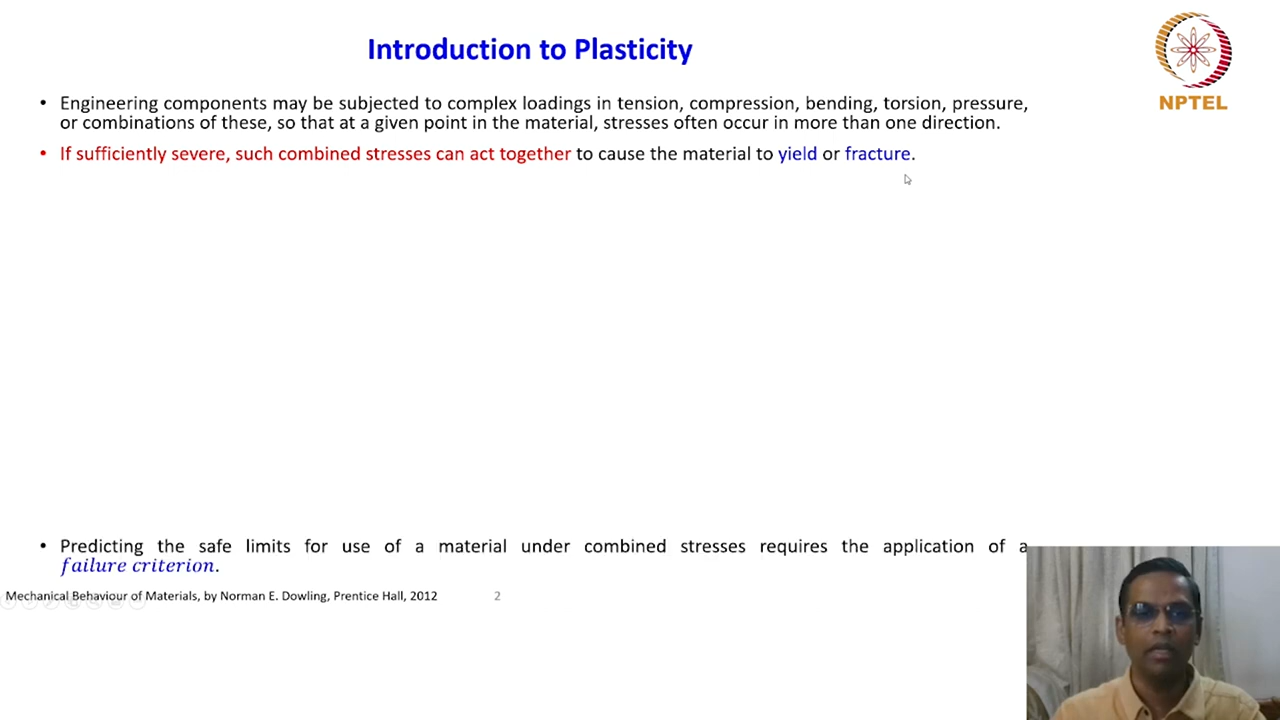 Introduction to Plasticity
NPTEL
• Engineering components may be subjected to complex loadings in tension, compression, bending, torsion, pressure,
or combinations of these, so that at a given point in the material, stresses often occur in more than one direction.
• If sufficiently severe, such combined stresses can act together to cause the material to yield or fracture.
• Predicting the safe limits for use of a material under combined stresses requires the application of a
failure criterion.
Mechanical Behaviour of Materials, by Norman E. Dowling, Prentice Hall, 2012
2